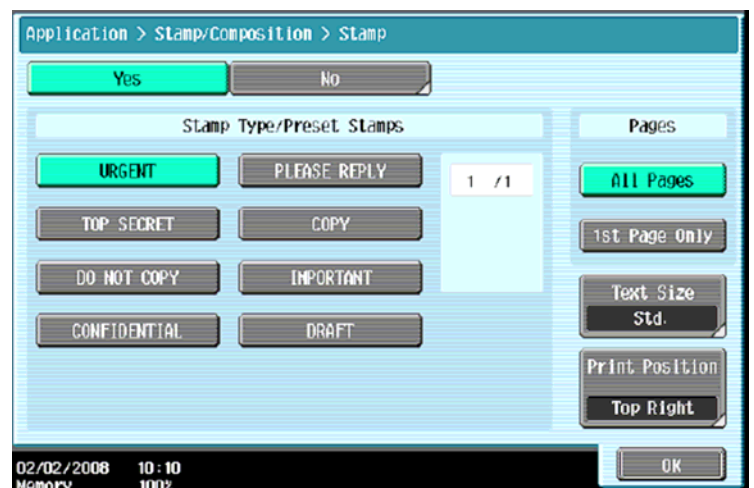 Application > Stamp/Composition > Stamp
Yes No
Stamp Type/Preset Stamps Pages
URGENT PLEASE REPLY 1 /1 All Pages
TOP SECRET COPY 1st Page Only
DO NOT COPY IMPORTANT Text Size
Std.
CONFIDENTIAL DRAFT
Print Position
Top Right
02/02/2008 10:10 OK
Memory 100%